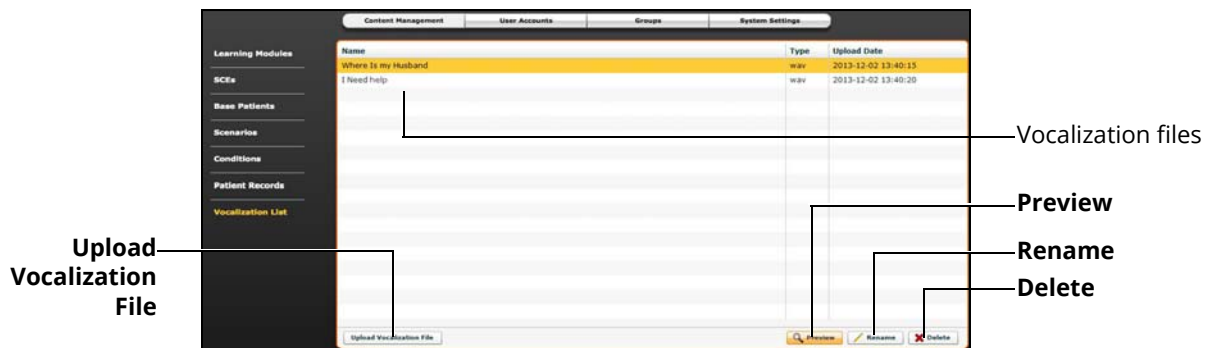 Content Management User Accounts Groups System Settings
Learning Modules
SCEs
Base Patients
Scenarios
Conditions
Patient Records
Vocalization List
Name Type Upload Date
Where Is my Husband wav 2013-12-02 13:40:15
I Need help wav 2013-12-02 13:40:20
Upload Vocalization File
Preview Rename Delete
Vocalization files
Preview
Rename
Delete
Upload
Vocalization
File